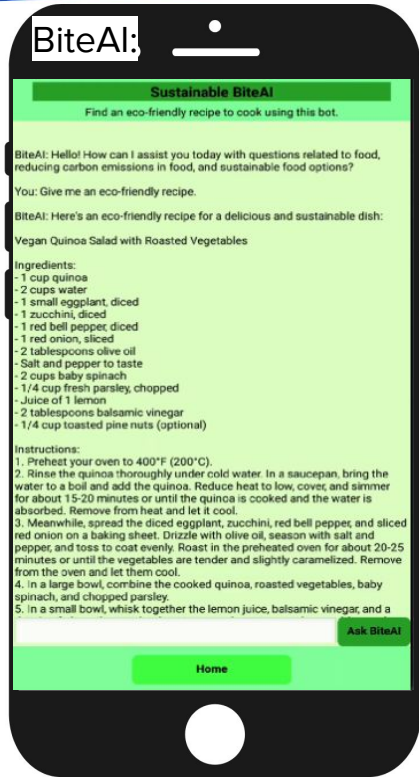 BiteAI:
Sustainable BiteAI
Find an eco-friendly recipe to cook using this bot.
BiteAI: Hello! How can I assist you today with questions related to food,
reducing carbon emissions in food, and sustainable food options?
You: Give me an eco-friendly recipe.
BiteAI: Here's an eco-friendly recipe for a delicious and sustainable dish:
Vegan Quinoa Salad with Roasted Vegetables
Ingredients:
- 1 cup quinoa
- 2 cups water
- 1 small eggplant, diced
- 1 zucchini, diced
- 1 red bell pepper, diced
- 1 red onion, sliced
- 2 tablespoons olive oil
- Salt and pepper to taste
- 2 cups baby spinach
- 1/4 cup fresh parsley, chopped
- Juice of 1 lemon
- 2 tablespoons balsamic vinegar
- 1/4 cup toasted pine nuts (optional)
Instructions:
1. Preheat your oven to 400°F (200°C).
2. Rinse the quinoa thoroughly under cold water. In a saucepan, bring the
water to a boil and add the quinoa. Reduce heat to low, cover, and simmer
for about 15-20 minutes or until the quinoa is cooked and the water is
absorbed. Remove from heat and let it cool.
3. Meanwhile, spread the diced eggplant, zucchini, red bell pepper, and sliced
red onion on a baking sheet. Drizzle with olive oil, season with salt and
pepper, and toss to coat evenly. Roast in the preheated oven for about 20-25
minutes or until the vegetables are tender and slightly caramelized. Remove
from the oven and let them cool.
4. In a large bowl, combine the cooked quinoa, roasted vegetables, baby
spinach, and chopped parsley.
5. In a small bowl, whisk together the lemon juice, balsamic vinegar, and a
Ask BiteAI
Home